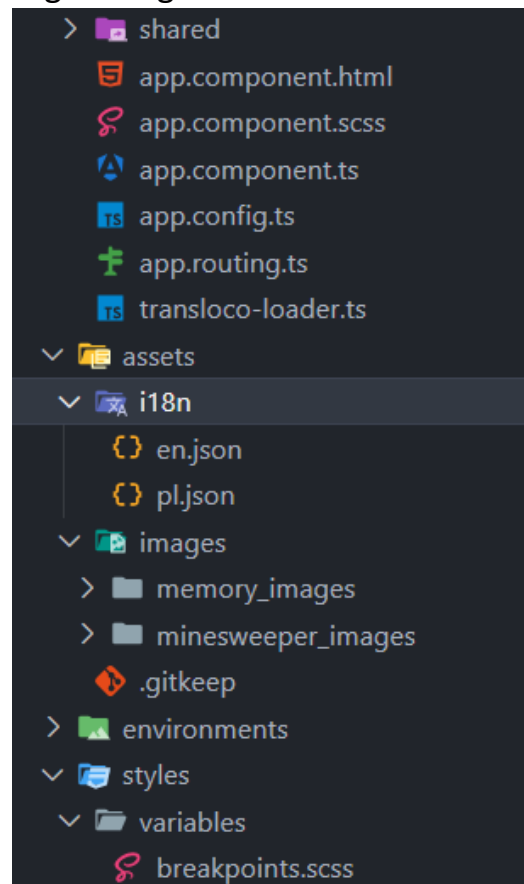 shared
app.component.html
app.component.scss
app.component.ts
app.config.ts
app.routing.ts
transloco-loader.ts
assets
i18n
en.json
pl.json
images
memory_images
minesweeper_images
.gitkeep
environments
styles
variables
breakpoints.scss